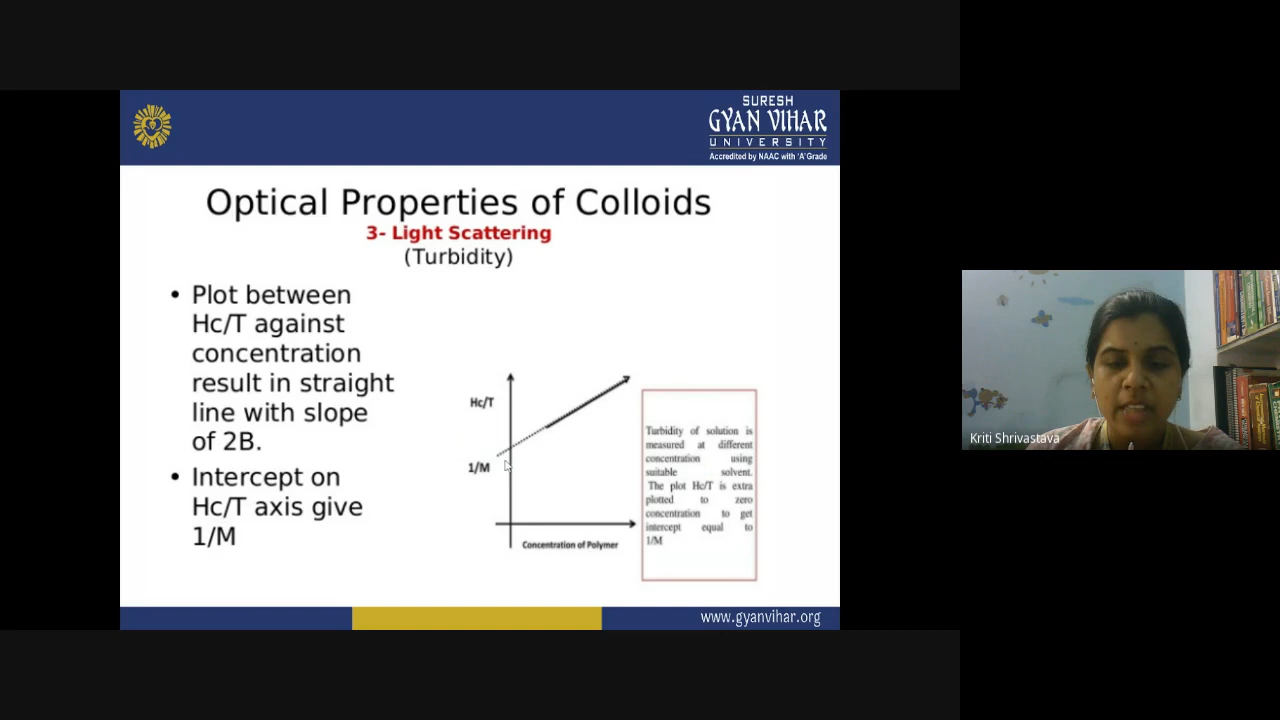 SURESH
GYAN VIHAR
UNIVERSITY
Accredited by NAAC with 'A' Grade
Optical Properties of Colloids
3- Light Scattering
(Turbidity)
• Plot between
Hc/T against
concentration
result in straight
line with slope
of 2B.
• Intercept on
Hc/T axis give
1/M
Hc/T
1/M
Concentration of Polymer
Turbidity of solution is
measured at different
concentration using
suitable solvent.
The plot Hc/T is extra
plotted to zero
concentration to get
intercept equal to
1/M
www.gyanvihar.org
Kriti Shrivastava